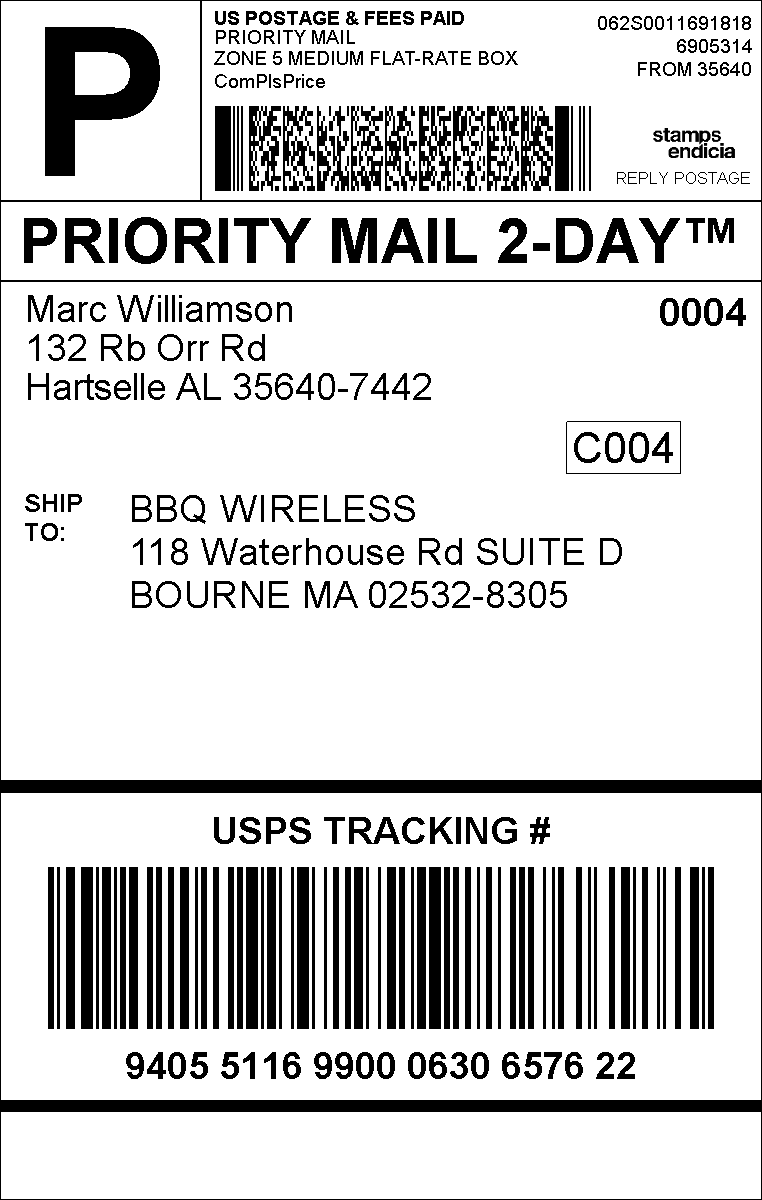 P
US POSTAGE & FEES PAID
PRIORITY MAIL
ZONE 5 MEDIUM FLAT-RATE BOX
ComPlsPrice
062S0011691818
6905314
FROM 35640
stamps
endicia
REPLY POSTAGE
PRIORITY MAIL 2-DAY™
Marc Williamson
132 Rb Orr Rd
Hartselle AL 35640-7442
0004
C004
SHIP
TO:
BBQ WIRELESS
118 Waterhouse Rd SUITE D
BOURNE MA 02532-8305
USPS TRACKING #
9405 5116 9900 0630 6576 22